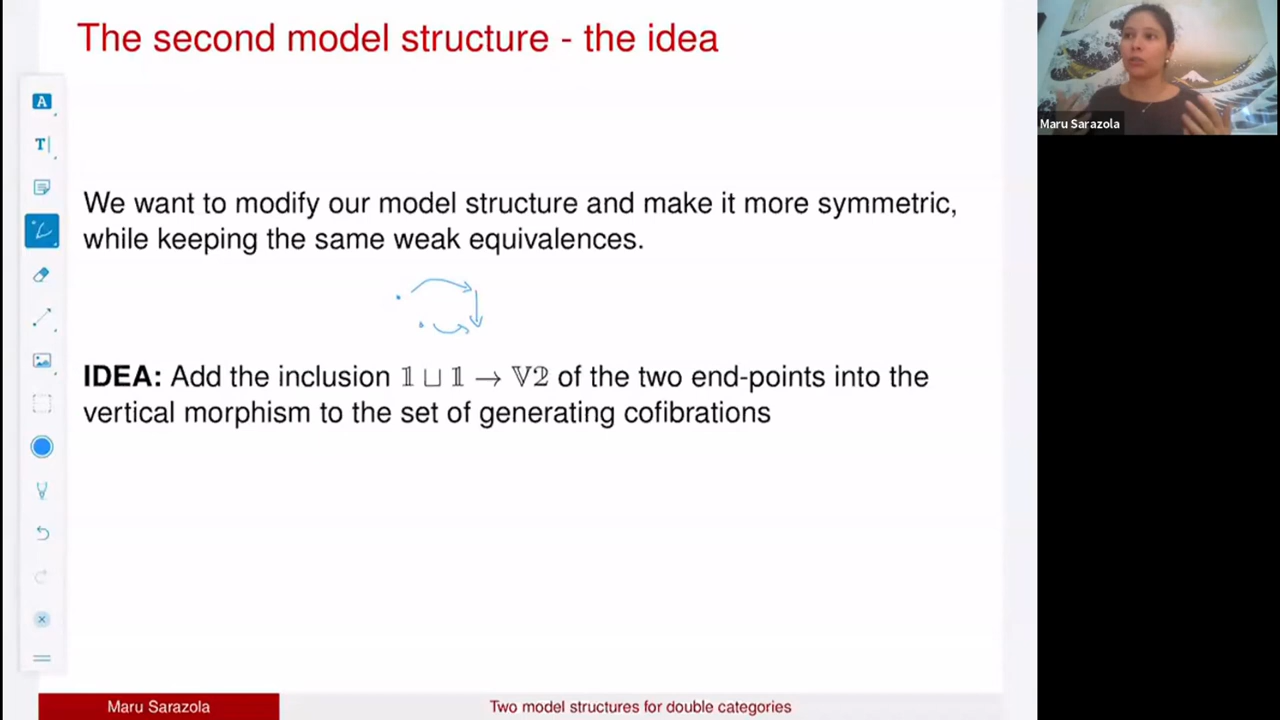 The second model structure - the idea
Maru Sarazola
A
T
We want to modify our model structure and make it more symmetric,
while keeping the same weak equivalences.
IDEA: Add the inclusion 𝟙 ⊔ 𝟙 → 𝕍𝟚 of the two end-points into the
vertical morphism to the set of generating cofibrations
Maru Sarazola
Two model structures for double categories